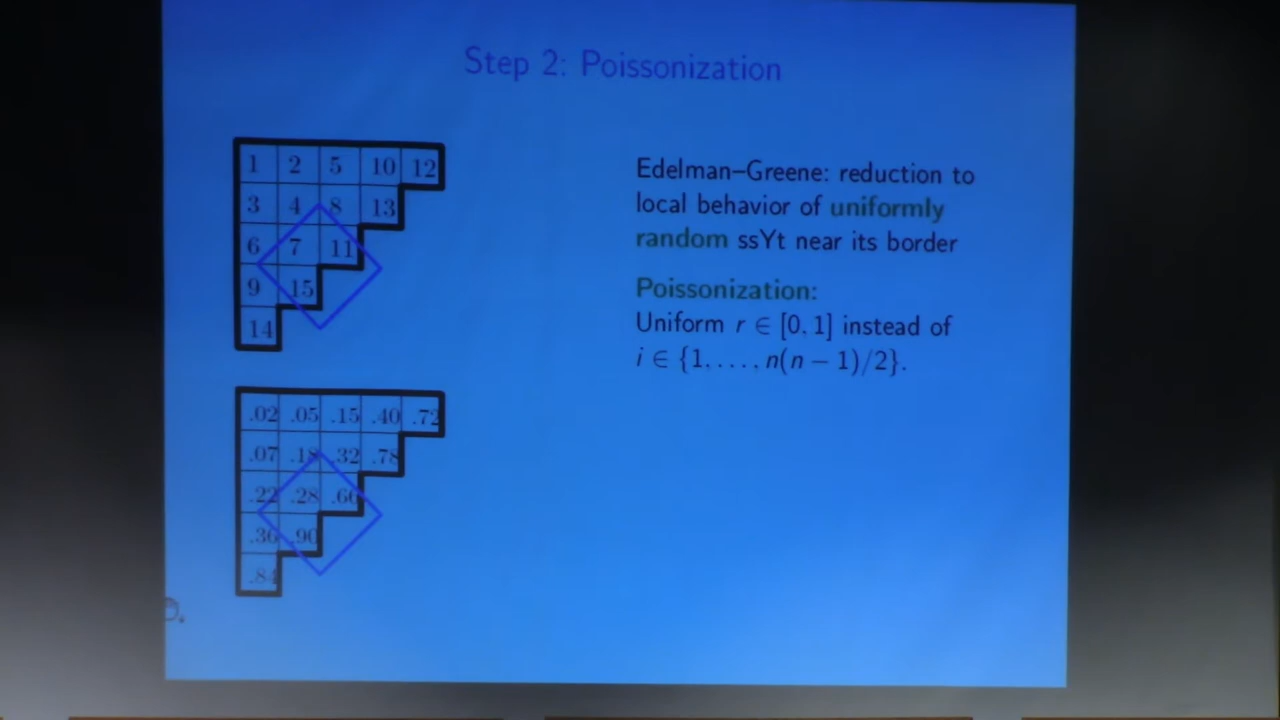 Step 2: Poissonization
1 2 5 10 12
3 4 8 13
6 7 11
9 15
14
.02 .05 .15 .40 .72
.07 .18 .32 .78
.22 .28 .60
.36 .90
.84
Edelman–Greene: reduction to
local behavior of uniformly
random ssYt near its border
Poissonization:
Uniform r ∈ [0, 1] instead of
i ∈ {1, . . . , n(n − 1)/2}.